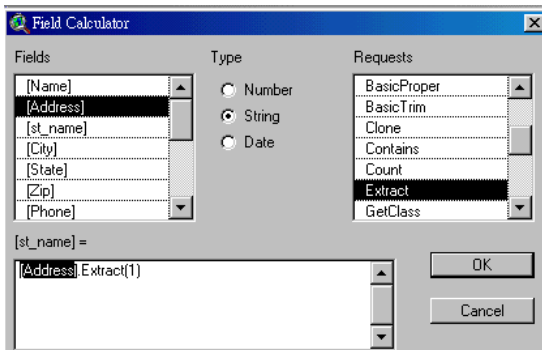 Field Calculator
Fields
[Name]
[Address]
[st_name]
[City]
[State]
[Zip]
[Phone]
Type
Number
String
Date
Requests
BasicProper
BasicTrim
Clone
Contains
Count
Extract
GetClass
[st_name] =
[Address].Extract(1)
OK
Cancel